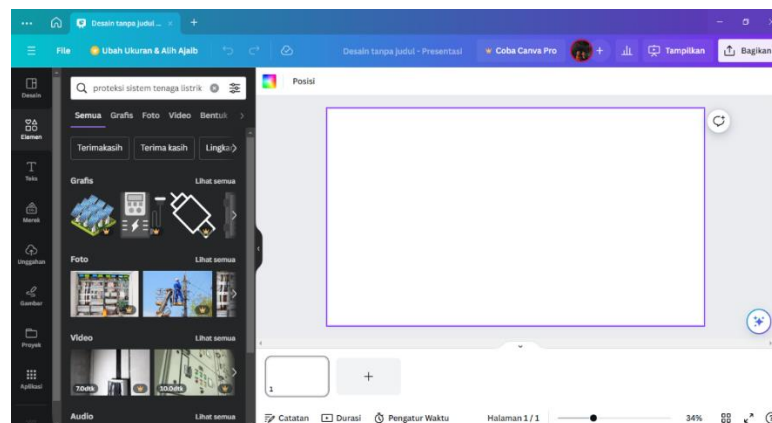 Desain tanpa judul ...
File
Ubah Ukuran & Alih Ajaib
Desain tanpa judul - Presentasi
Coba Canva Pro
Tampilkan
Bagikan
Desain
Elemen
Teks
Merek
Unggahan
Gambar
Proyek
Aplikasi
proteksi sistem tenaga listrik
Semua Grafis Foto Video Bentuk
Terimakasih Terima kasih Lingka
Grafis Lihat semua
Foto Lihat semua
Video Lihat semua
7.0dtk 10.0dtk
Audio Lihat semua
Posisi
1
Catatan Durasi Pengatur Waktu Halaman 1 / 1 34%